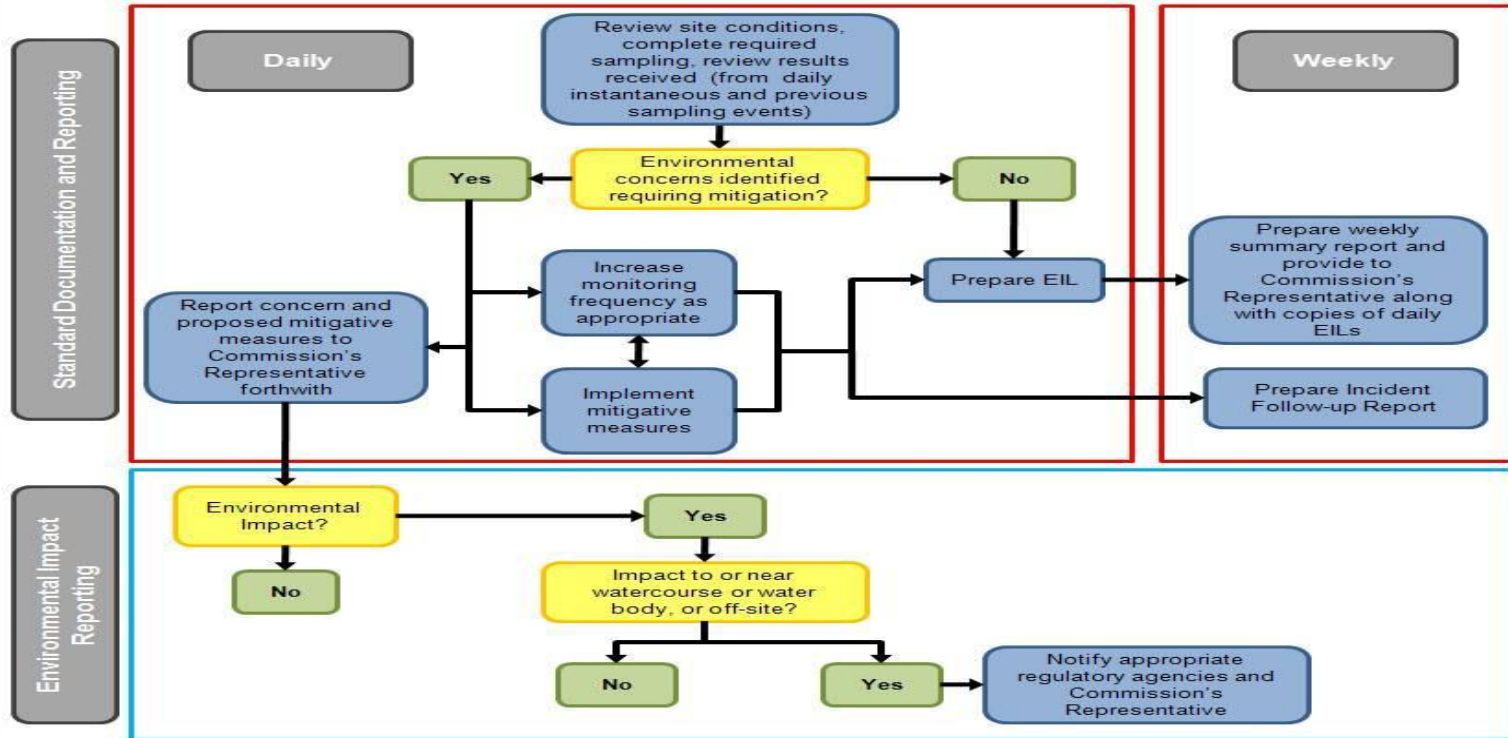 Standard Documentation and Reporting
Daily
Review site conditions,
complete required
sampling, review results
received (from daily
instantaneous and previous
sampling events)
Weekly
Yes
Environmental
concerns identified
requiring mitigation?
No
Increase
monitoring
frequency as
appropriate
Prepare EIL
Prepare weekly
summary report and
provide to
Commission's
Representative along
with copies of daily
EILs
Report concern and
proposed mitigative
measures to
Commission's
Representative
forthwith
Implement
mitigative
measures
Prepare Incident
Follow-up Report
Environmental Impact
Reporting
Environmental
Impact?
Yes
No
Impact to or near
watercourse or water
body, or off-site?
No
Yes
Notify appropriate
regulatory agencies and
Commission's
Representative